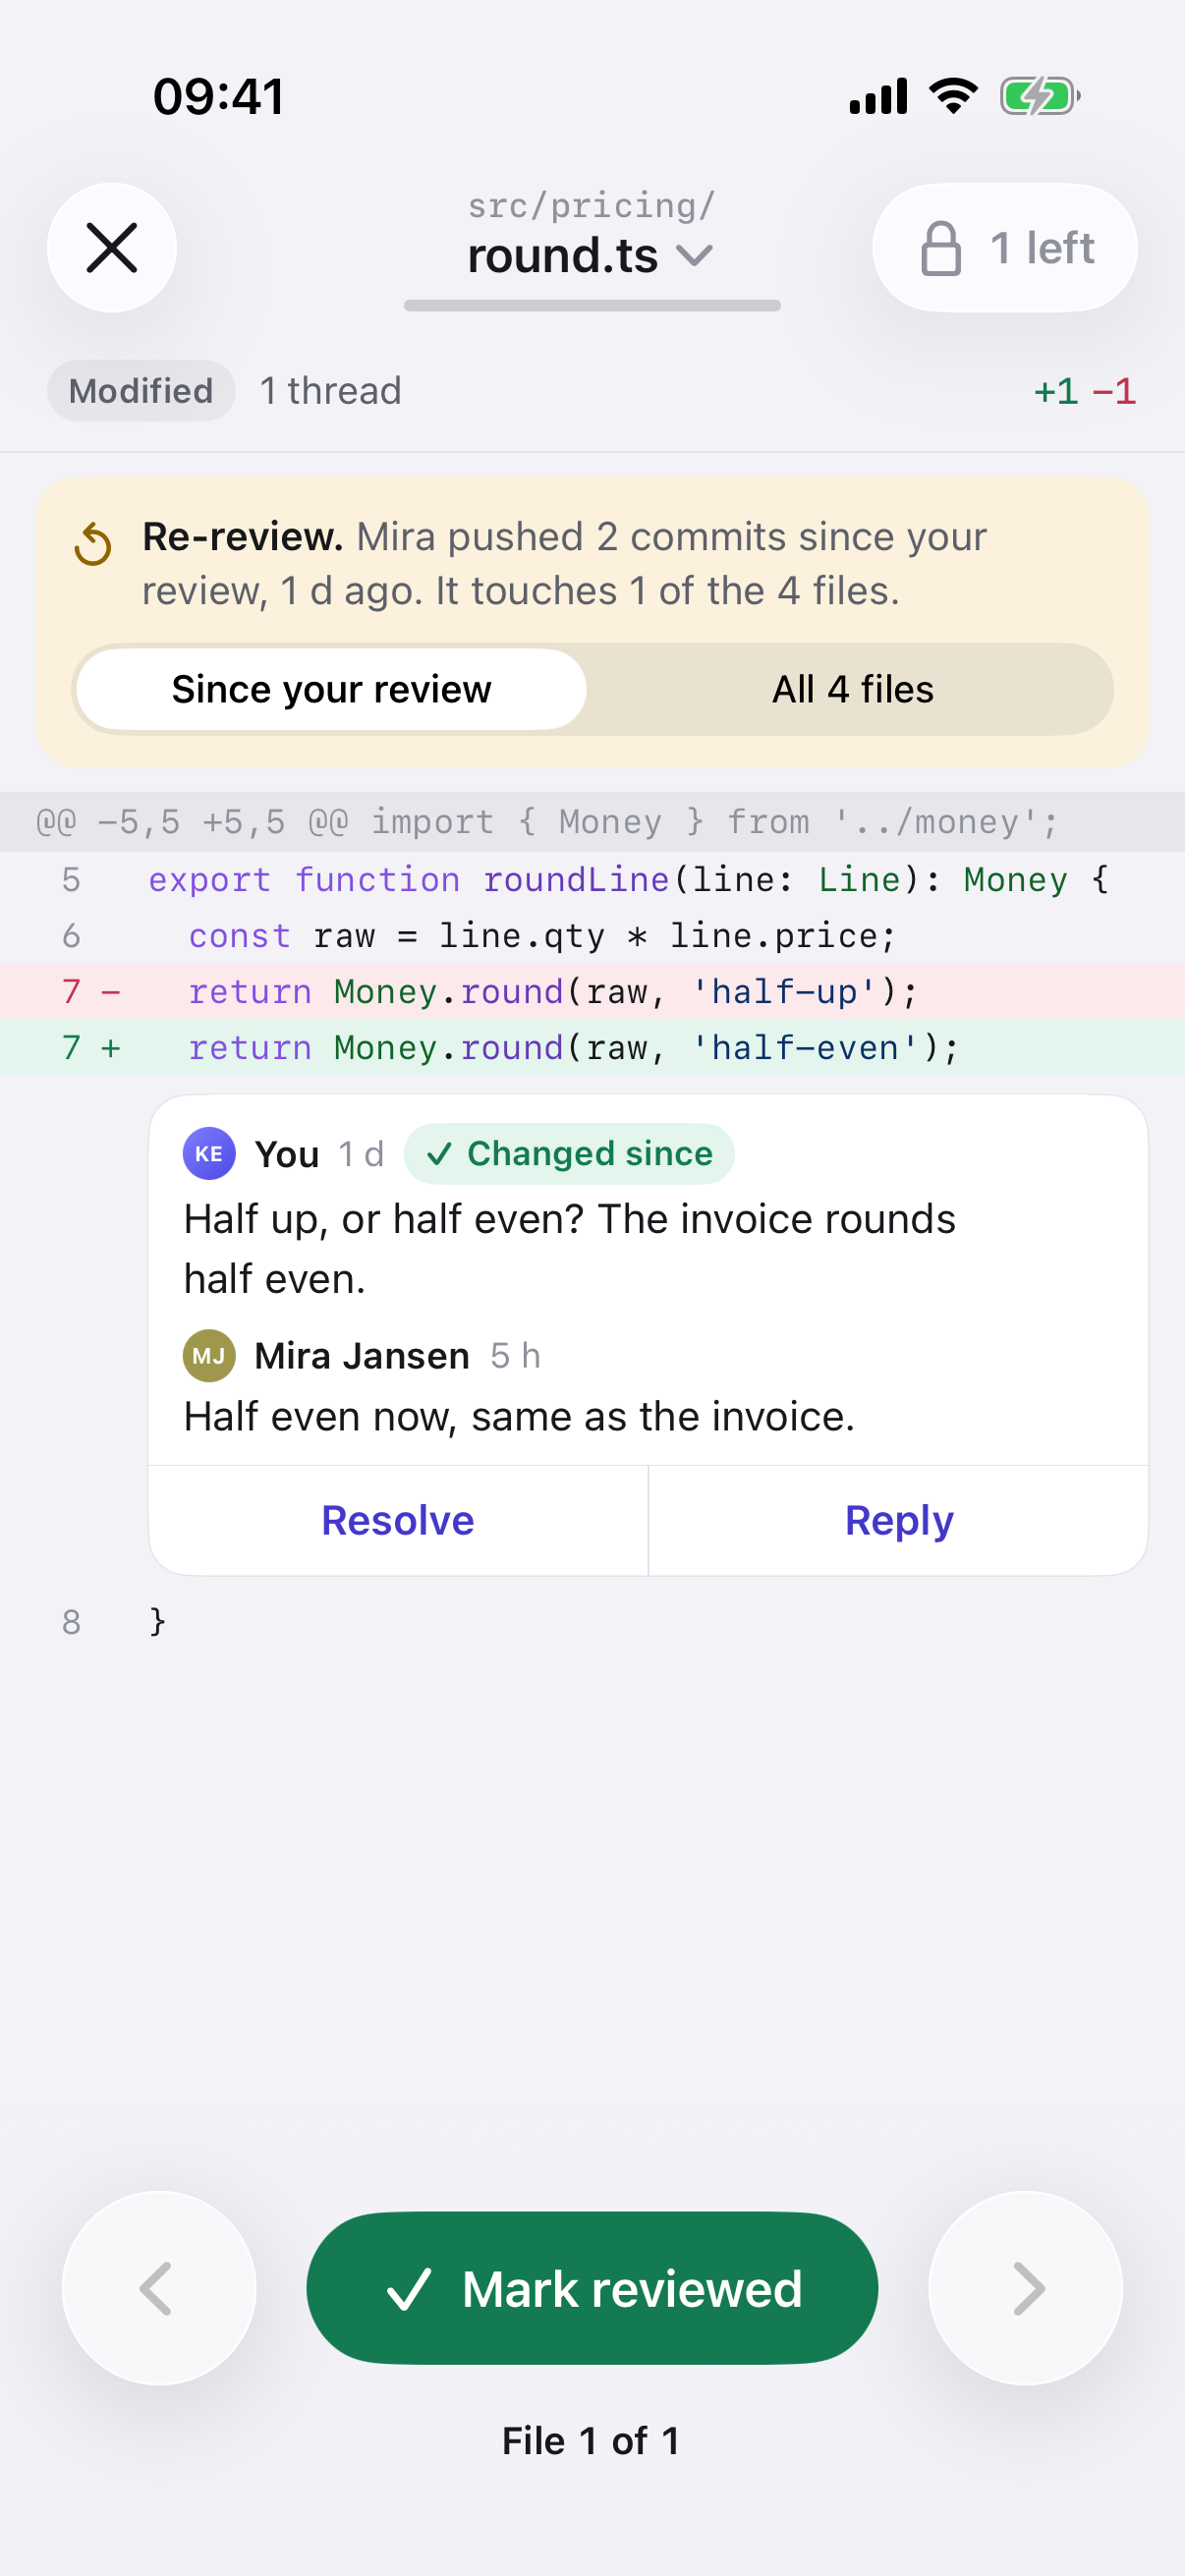 09:41
src/pricing/
round.ts
1 left
Modified 1 thread +1 −1
Re-review. Mira pushed 2 commits since your
review, 1 d ago. It touches 1 of the 4 files.
Since your review All 4 files
@@ −5,5 +5,5 @@ import { Money } from '../money';
5 export function roundLine(line: Line): Money {
6 const raw = line.qty * line.price;
7 − return Money.round(raw, 'half-up');
7 + return Money.round(raw, 'half-even');
KE You 1 d ✓ Changed since
Half up, or half even? The invoice rounds
half even.
MJ Mira Jansen 5 h
Half even now, same as the invoice.
Resolve Reply
8 }
✓ Mark reviewed
File 1 of 1